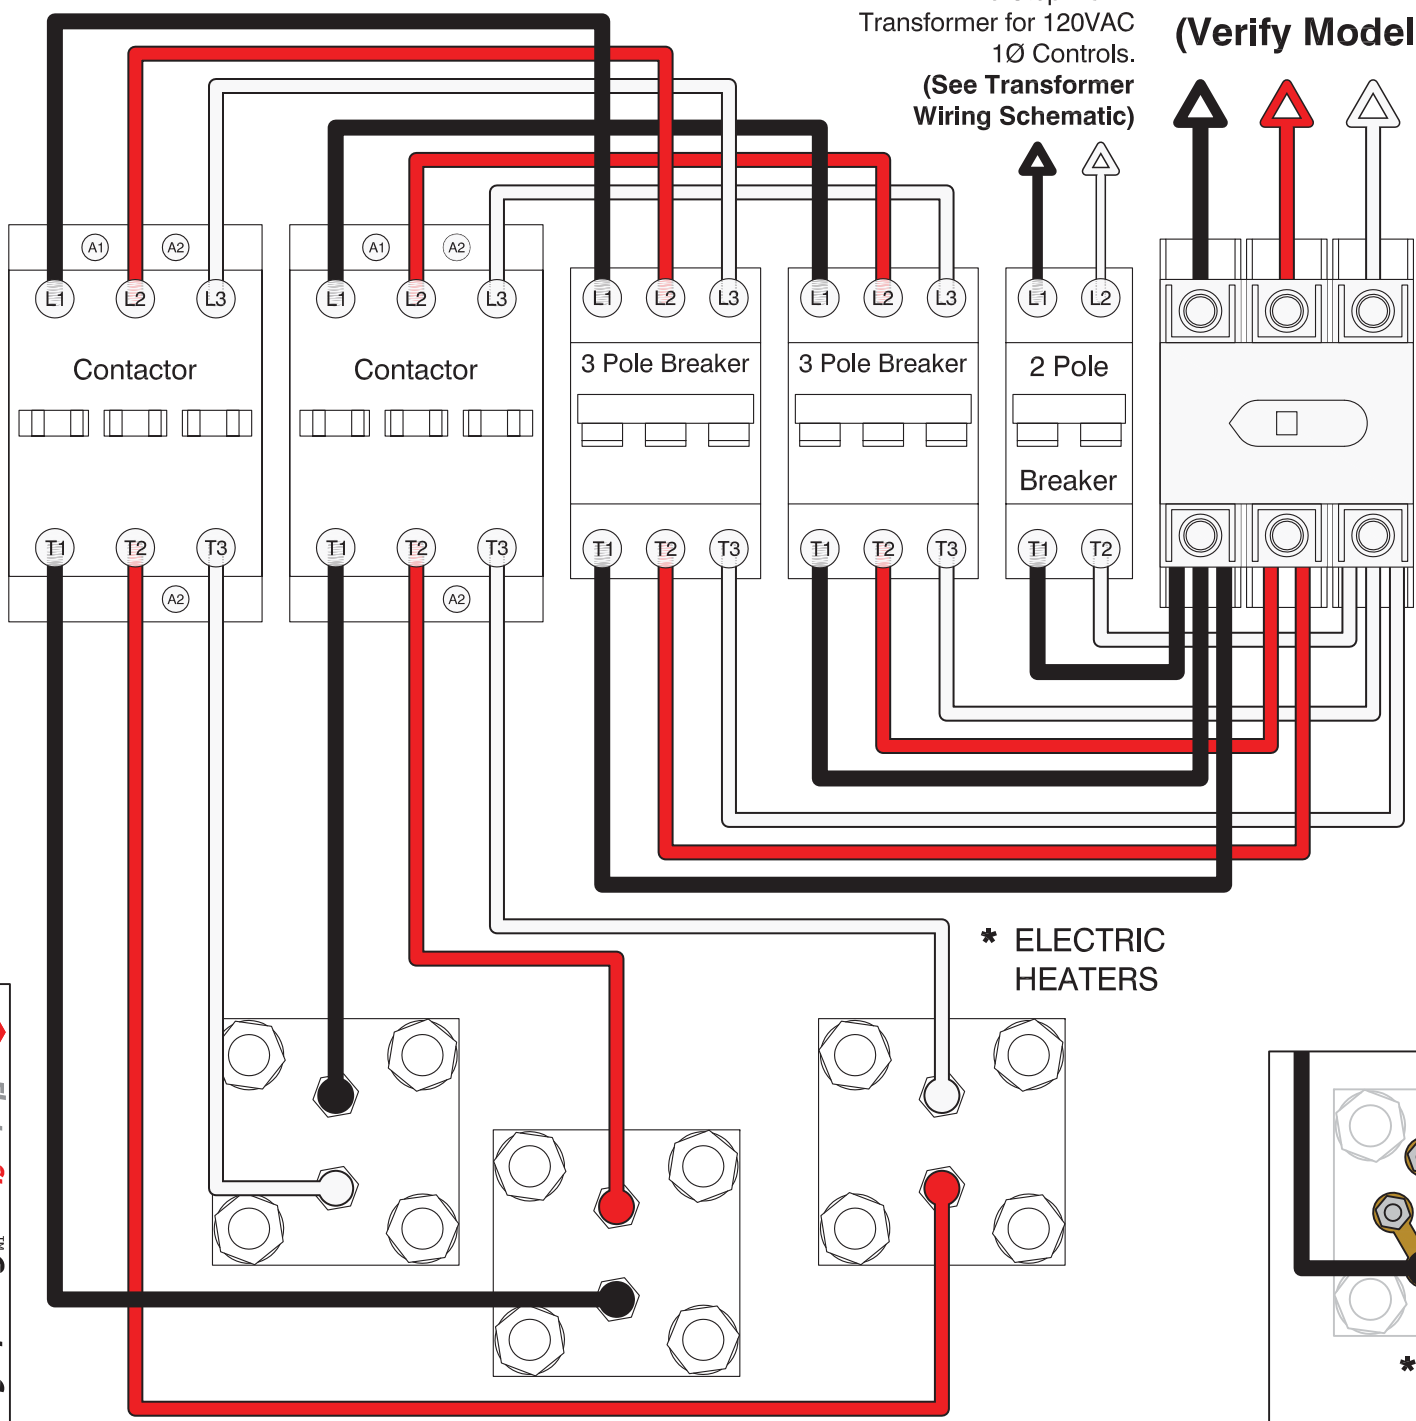 Transformer for 120VAC
1Ø Controls.
(See Transformer
Wiring Schematic)
(Verify Model
A1 A2 A1 A2
L1 L2 L3 L1 L2 L3 L1 L2 L3 L1 L2 L3 L1 L2
Contactor Contactor 3 Pole Breaker 3 Pole Breaker 2 Pole
Breaker
T1 T2 T3 T1 T2 T3 T1 T2 T3 T1 T2 T3 T1 T2
A2 A2
* ELECTRIC
HEATERS
TM
*